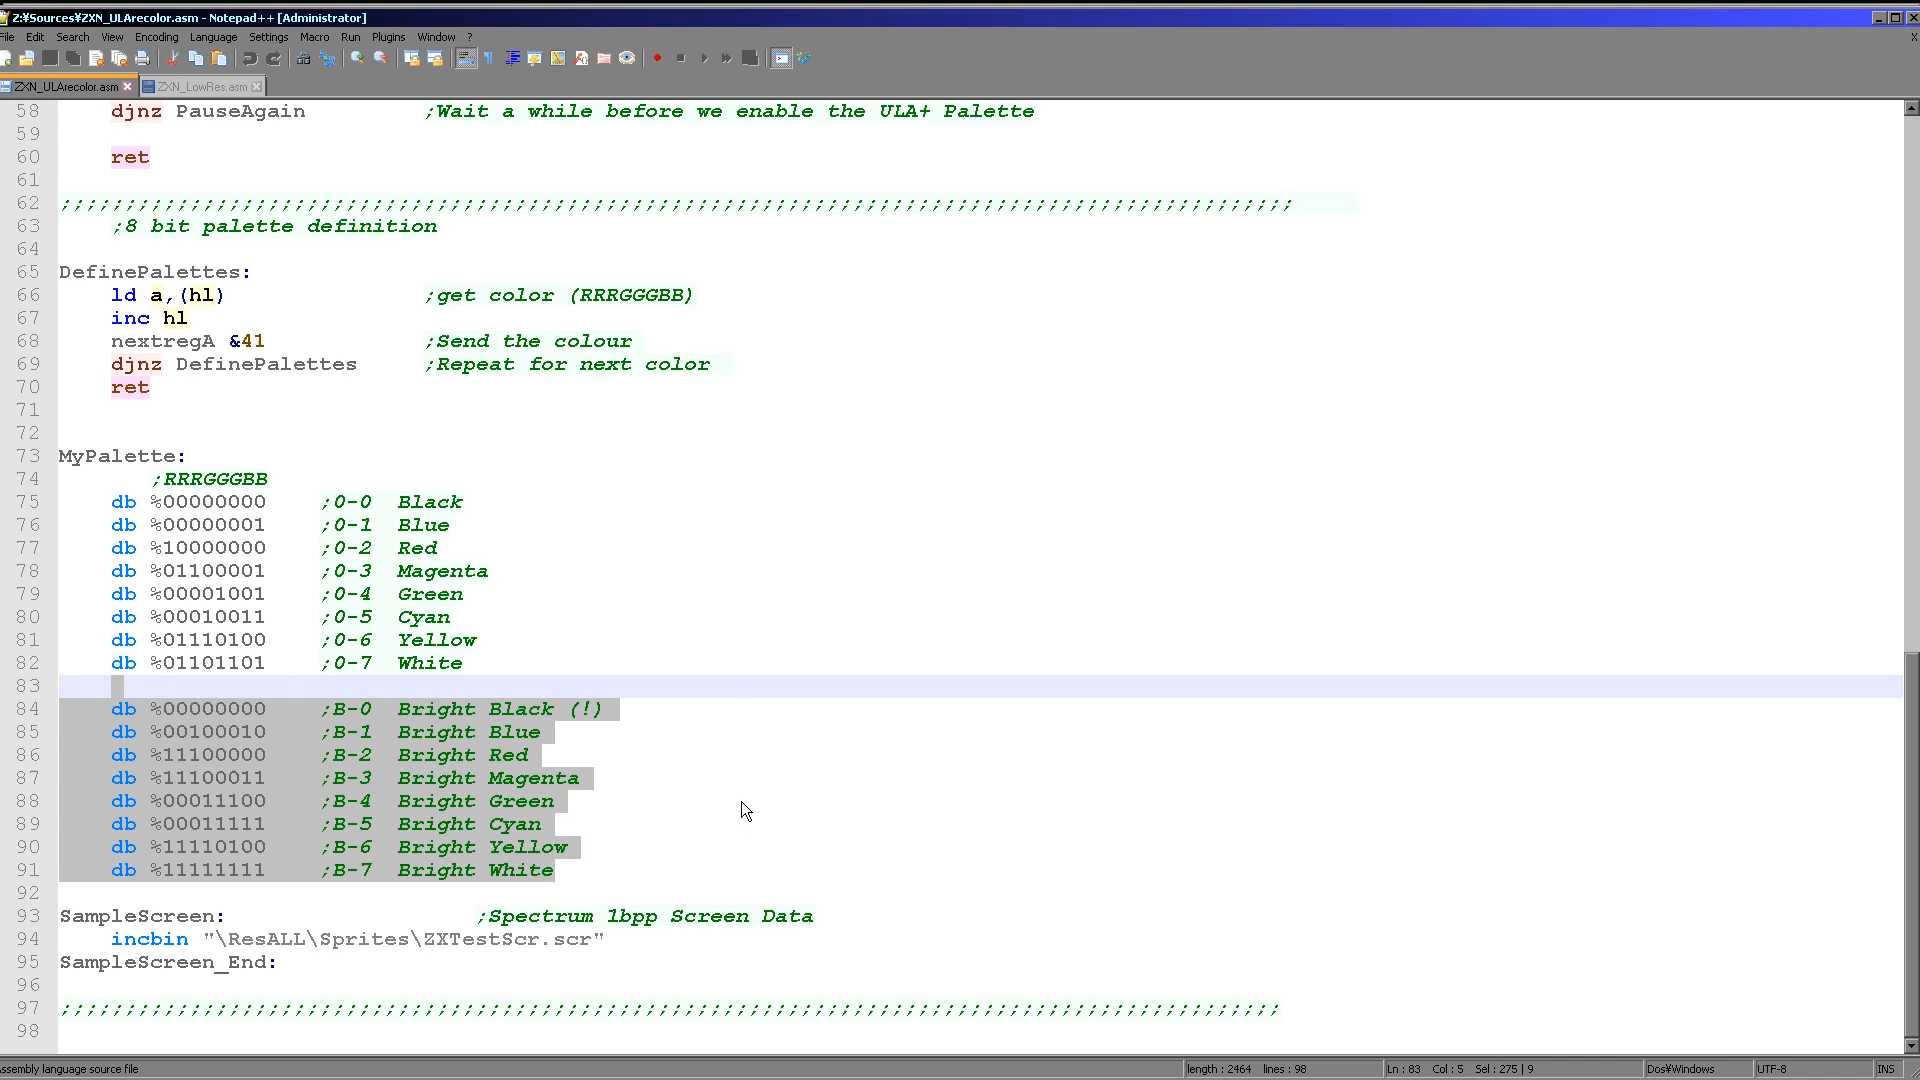 Z:¥Sources¥ZXN_ULArecolor.asm - Notepad++ [Administrator]
File Edit Search View Encoding Language Settings Macro Run Plugins Window ?
X
ZXN_ULArecolor.asm ZXN_LowRes.asm
58 djnz PauseAgain ;Wait a while before we enable the ULA+ Palette
59
60 ret
61
62 ;;;;;;;;;;;;;;;;;;;;;;;;;;;;;;;;;;;;;;;;;;;;;;;;;;;;;;;;;;;;;;;;;;;;;;;;;;;;;;;;;;;;;;;;;;;;;;;
63 ;8 bit palette definition
64
65 DefinePalettes:
66 ld a,(hl) ;get color (RRRGGGBB)
67 inc hl
68 nextregA &41 ;Send the colour
69 djnz DefinePalettes ;Repeat for next color
70 ret
71
72
73 MyPalette:
74 ;RRRGGGBB
75 db %00000000 ;0-0 Black
76 db %00000001 ;0-1 Blue
77 db %10000000 ;0-2 Red
78 db %01100001 ;0-3 Magenta
79 db %00001001 ;0-4 Green
80 db %00010011 ;0-5 Cyan
81 db %01110100 ;0-6 Yellow
82 db %01101101 ;0-7 White
83
84 db %00000000 ;B-0 Bright Black (!)
85 db %00100010 ;B-1 Bright Blue
86 db %11100000 ;B-2 Bright Red
87 db %11100011 ;B-3 Bright Magenta
88 db %00011100 ;B-4 Bright Green
89 db %00011111 ;B-5 Bright Cyan
90 db %11110100 ;B-6 Bright Yellow
91 db %11111111 ;B-7 Bright White
92
93 SampleScreen: ;Spectrum 1bpp Screen Data
94 incbin "\ResALL\Sprites\ZXTestScr.scr"
95 SampleScreen_End:
96
97 ;;;;;;;;;;;;;;;;;;;;;;;;;;;;;;;;;;;;;;;;;;;;;;;;;;;;;;;;;;;;;;;;;;;;;;;;;;;;;;;;;;;;;;;;;;;;;;
98
ssembly language source file length : 2464 lines : 98 Ln : 83 Col : 5 Sel : 275 | 9 Dos¥Windows UTF-8 INS